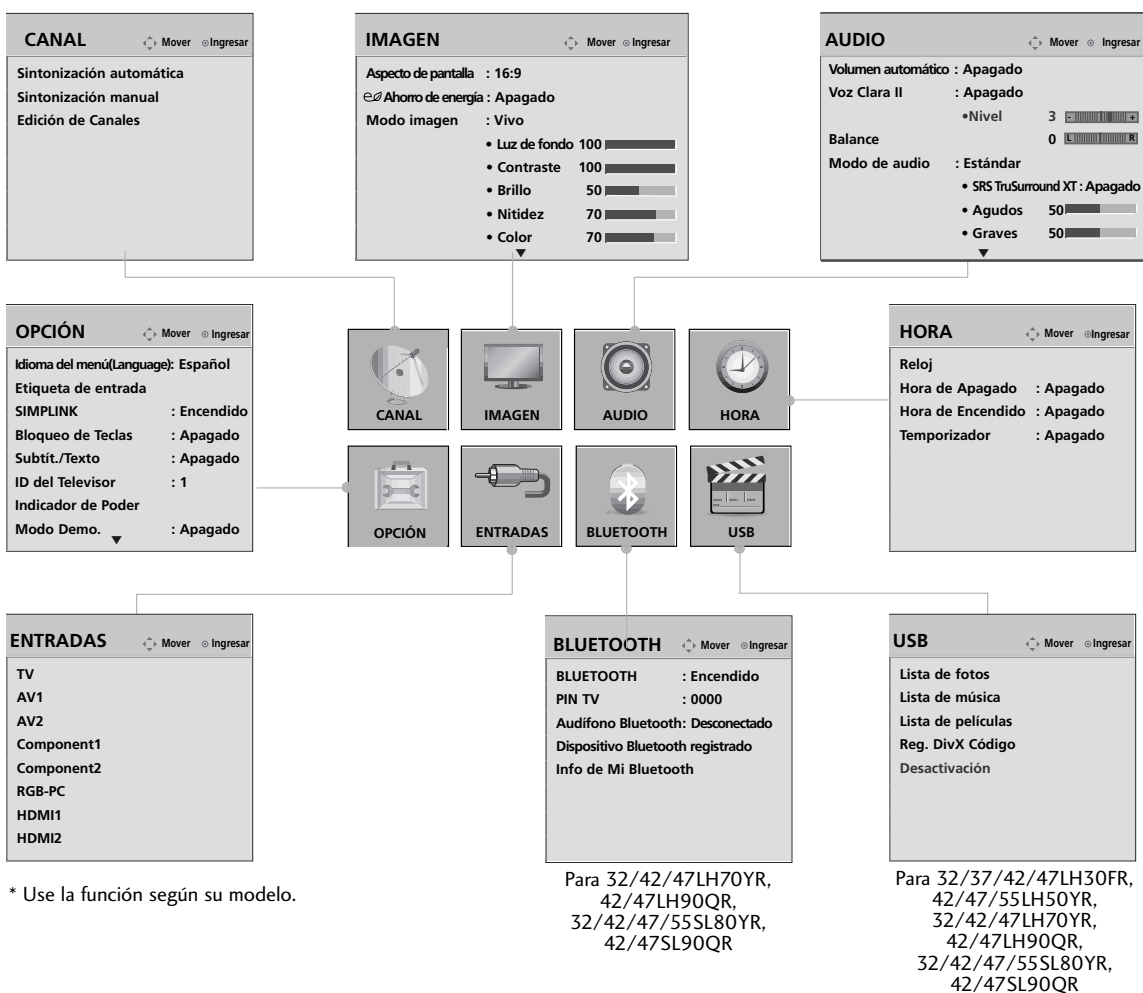 CANAL Mover Ingresar
Sintonización automática
Sintonización manual
Edición de Canales
IMAGEN Mover Ingresar
Aspecto de pantalla : 16:9
Ahorro de energía : Apagado
Modo imagen : Vivo
• Luz de fondo 100
• Contraste 100
• Brillo 50
• Nitidez 70
• Color 70
AUDIO Mover Ingresar
Volumen automático : Apagado
Voz Clara II : Apagado
•Nivel 3 - +
Balance 0 L R
Modo de audio : Estándar
• SRS TruSurround XT : Apagado
• Agudos 50
• Graves 50
OPCIÓN Mover Ingresar
Idioma del menú(Language): Español
Etiqueta de entrada
SIMPLINK : Encendido
Bloqueo de Teclas : Apagado
Subtít./Texto : Apagado
ID del Televisor : 1
Indicador de Poder
Modo Demo. : Apagado
CANAL
IMAGEN
AUDIO
HORA
OPCIÓN
ENTRADAS
BLUETOOTH
USB
HORA Mover Ingresar
Reloj
Hora de Apagado : Apagado
Hora de Encendido : Apagado
Temporizador : Apagado
ENTRADAS Mover Ingresar
TV
AV1
AV2
Component1
Component2
RGB-PC
HDMI1
HDMI2
BLUETOOTH Mover Ingresar
BLUETOOTH : Encendido
PIN TV : 0000
Audífono Bluetooth: Desconectado
Dispositivo Bluetooth registrado
Info de Mi Bluetooth
USB Mover Ingresar
Lista de fotos
Lista de música
Lista de películas
Reg. DivX Código
Desactivación
* Use la función según su modelo.
Para 32/42/47LH70YR,
42/47LH90QR,
32/42/47/55SL80YR,
42/47SL90QR
Para 32/37/42/47LH30FR,
42/47/55LH50YR,
32/42/47LH70YR,
42/47LH90QR,
32/42/47/55SL80YR,
42/47SL90QR